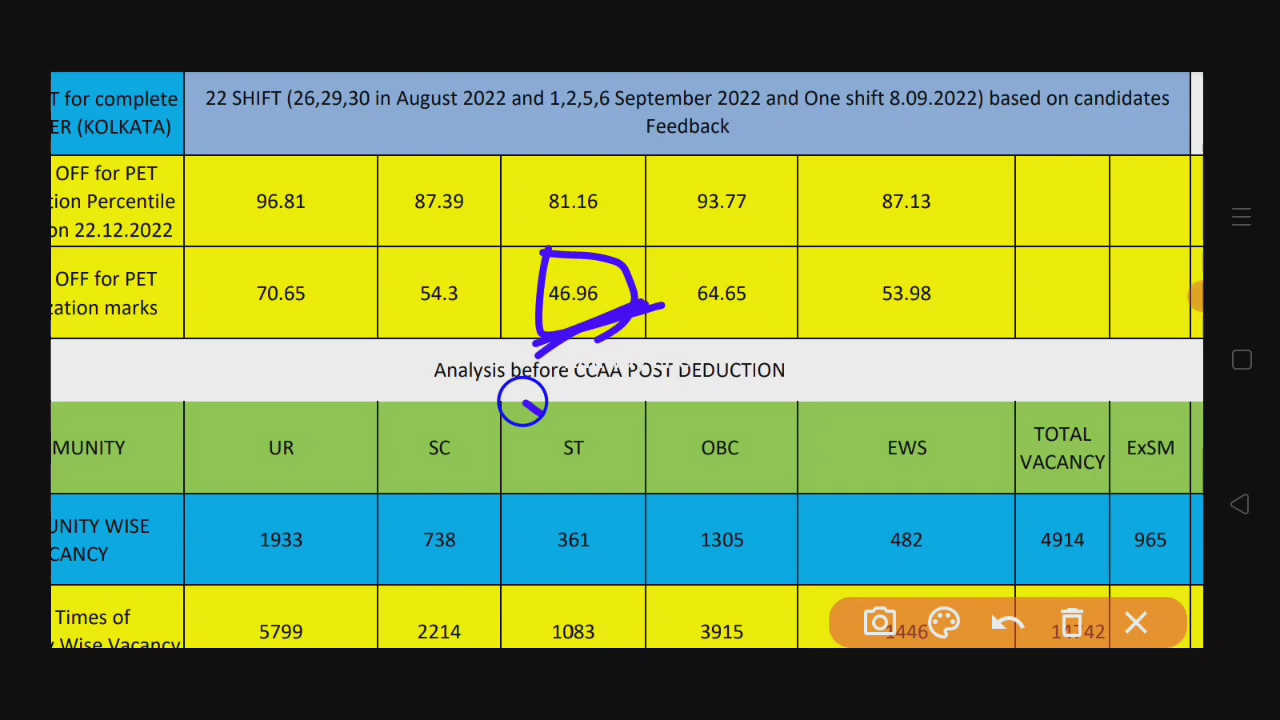 T for complete
ER (KOLKATA)
22 SHIFT (26,29,30 in August 2022 and 1,2,5,6 September 2022 and One shift 8.09.2022) based on candidates
Feedback
OFF for PET
tion Percentile
on 22.12.2022
96.81 87.39 81.16 93.77 87.13
OFF for PET
zation marks
70.65 54.3 46.96 64.65 53.98
Analysis before CCAA POST DEDUCTION
MUNITY UR SC ST OBC EWS TOTAL VACANCY ExSM
UNITY WISE
CANCY
1933 738 361 1305 482 4914 965
Times of
y Wise Vacancy
5799 2214 1083 3915 1446 14742